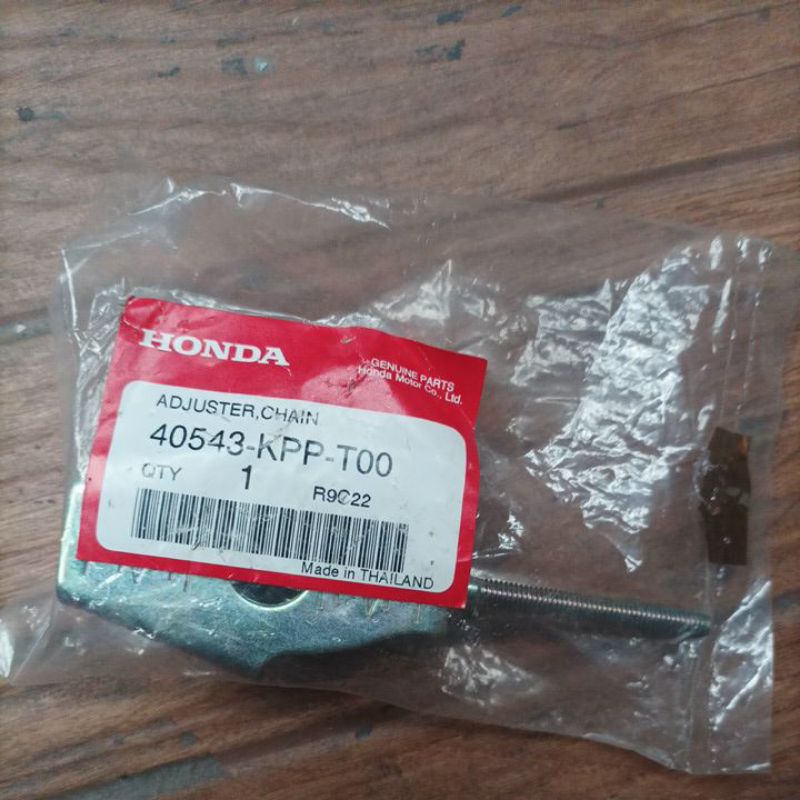 HONDA
GENUINE PARTS
Honda Motor Co., Ltd.
ADJUSTER,CHAIN
40543-KPP-T00
QTY 1 R9C22
Made in THAILAND